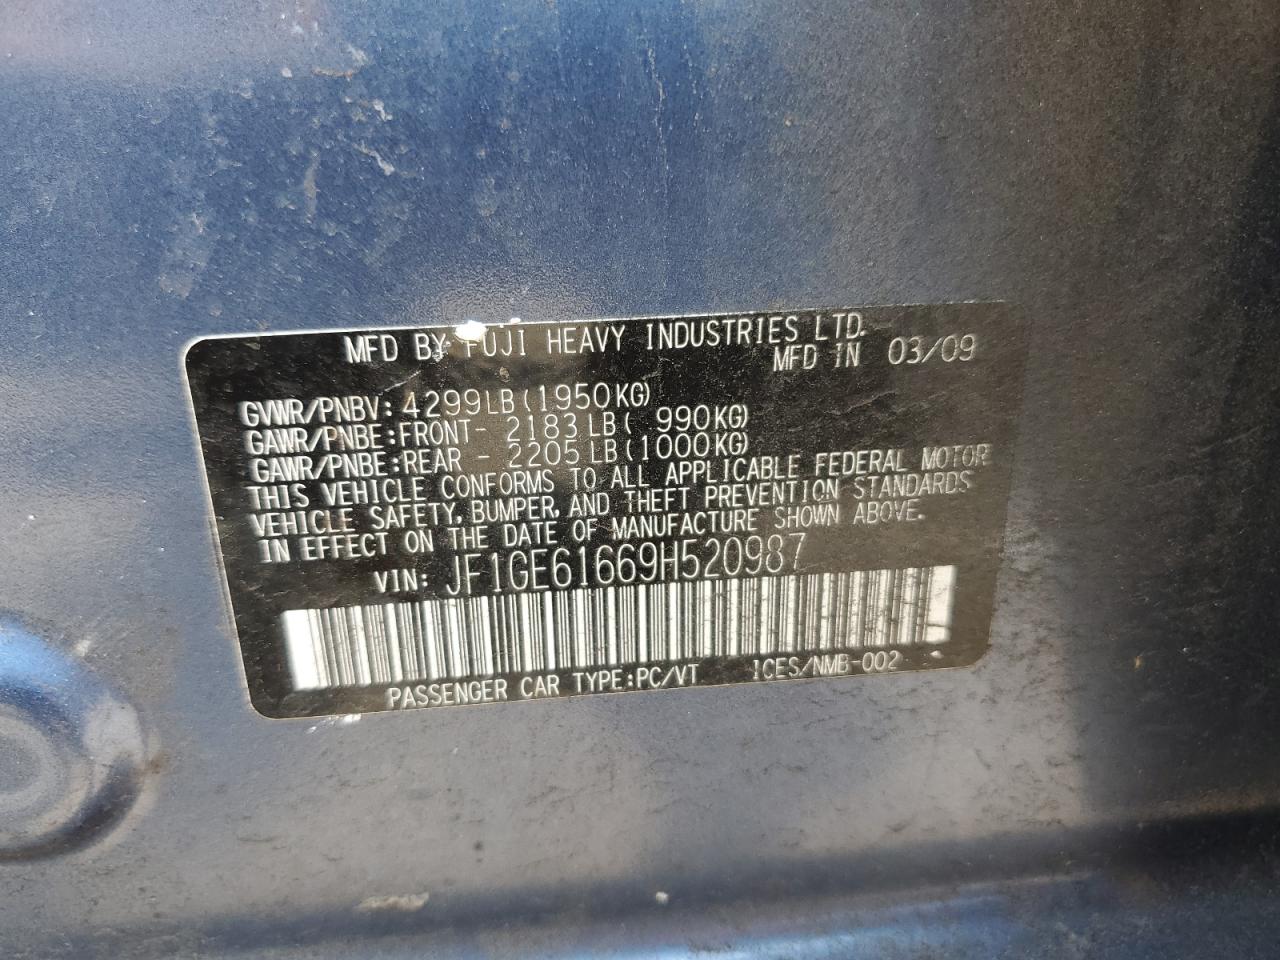 MFD BY FUJI HEAVY INDUSTRIES LTD.
MFD IN 03/09
GVWR/PNBV: 4299LB(1950KG)
GAWR/PNBE:FRONT- 2183LB( 990KG)
GAWR/PNBE:REAR - 2205LB(1000KG)
THIS VEHICLE CONFORMS TO ALL APPLICABLE FEDERAL MOTOR
VEHICLE SAFETY, BUMPER, AND THEFT PREVENTION STANDARDS
IN EFFECT ON THE DATE OF MANUFACTURE SHOWN ABOVE.
VIN: JF1GE61669H520987
PASSENGER CAR TYPE:PC/VT ICES/NMB-002